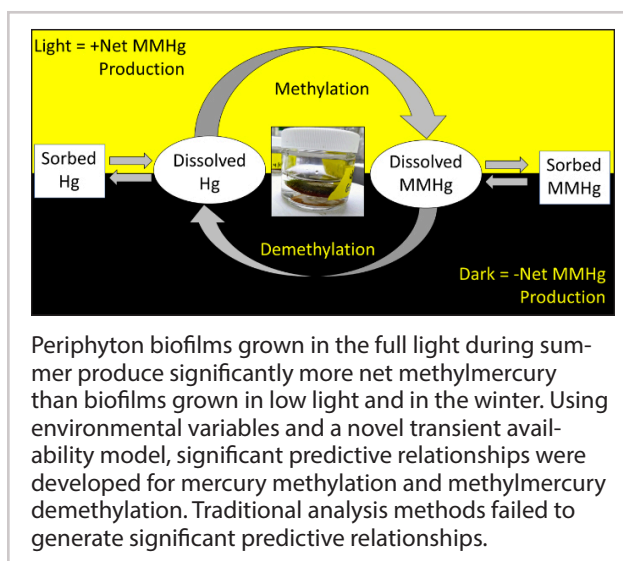 Light = +Net MMHg
Production
Methylation
Sorbed
Hg
Dissolved
Hg
Dissolved
MMHg
Sorbed
MMHg
Demethylation
Dark = -Net MMHg
Production
Periphyton biofilms grown in the full light during sum-
mer produce significantly more net methylmercury
than biofilms grown in low light and in the winter. Using
environmental variables and a novel transient avail-
ability model, significant predictive relationships were
developed for mercury methylation and methylmercury
demethylation. Traditional analysis methods failed to
generate significant predictive relationships.